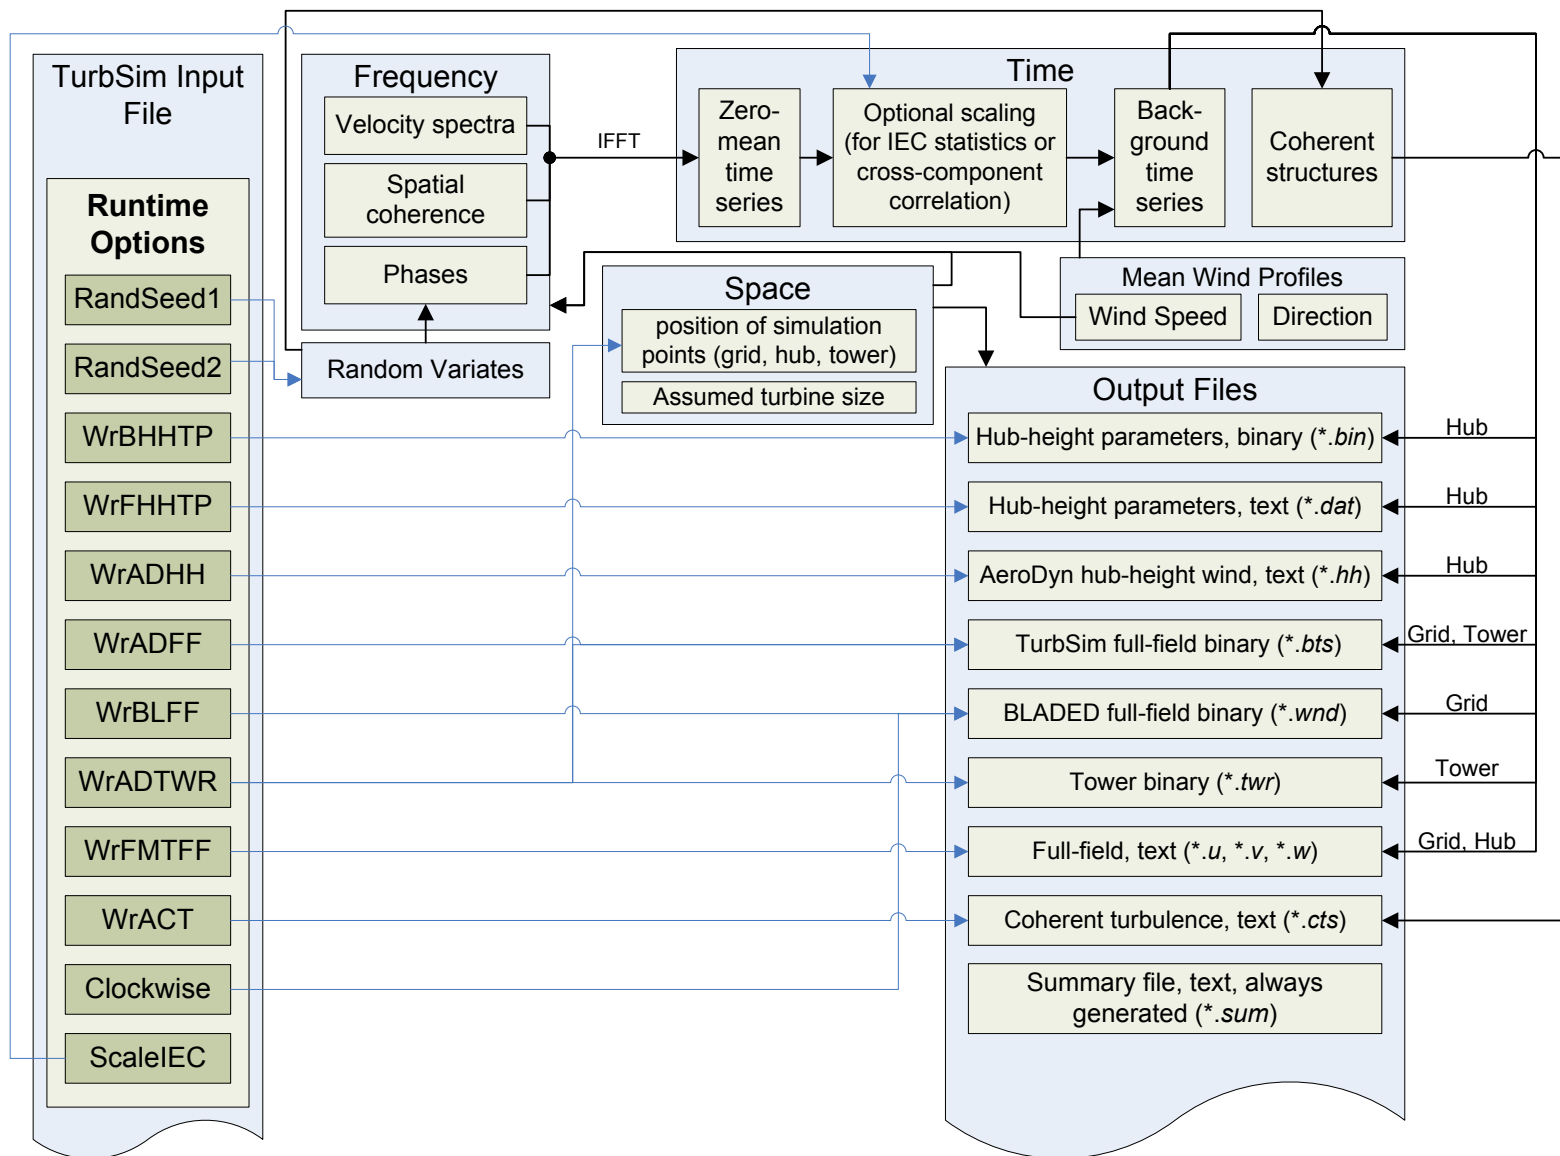 TurbSim Input
File
Runtime
Options
RandSeed1
RandSeed2
WrBHHTP
WrFHHTP
WrADHH
WrADFF
WrBLFF
WrADTWR
WrFMTFF
WrACT
Clockwise
ScaleIEC
Frequency
Velocity spectra
Spatial
coherence
Phases
Random Variates
IFFT
Time
Zero-
mean
time
series
Optional scaling
(for IEC statistics or
cross-component
correlation)
Back-
ground
time
series
Coherent
structures
Space
position of simulation
points (grid, hub, tower)
Assumed turbine size
Mean Wind Profiles
Wind Speed
Direction
Output Files
Hub-height parameters, binary (*.bin)
Hub-height parameters, text (*.dat)
AeroDyn hub-height wind, text (*.hh)
TurbSim full-field binary (*.bts)
BLADED full-field binary (*.wnd)
Tower binary (*.twr)
Full-field, text (*.u, *.v, *.w)
Coherent turbulence, text (*.cts)
Summary file, text, always
generated (*.sum)
Hub
Hub
Hub
Grid, Tower
Grid
Tower
Grid, Hub